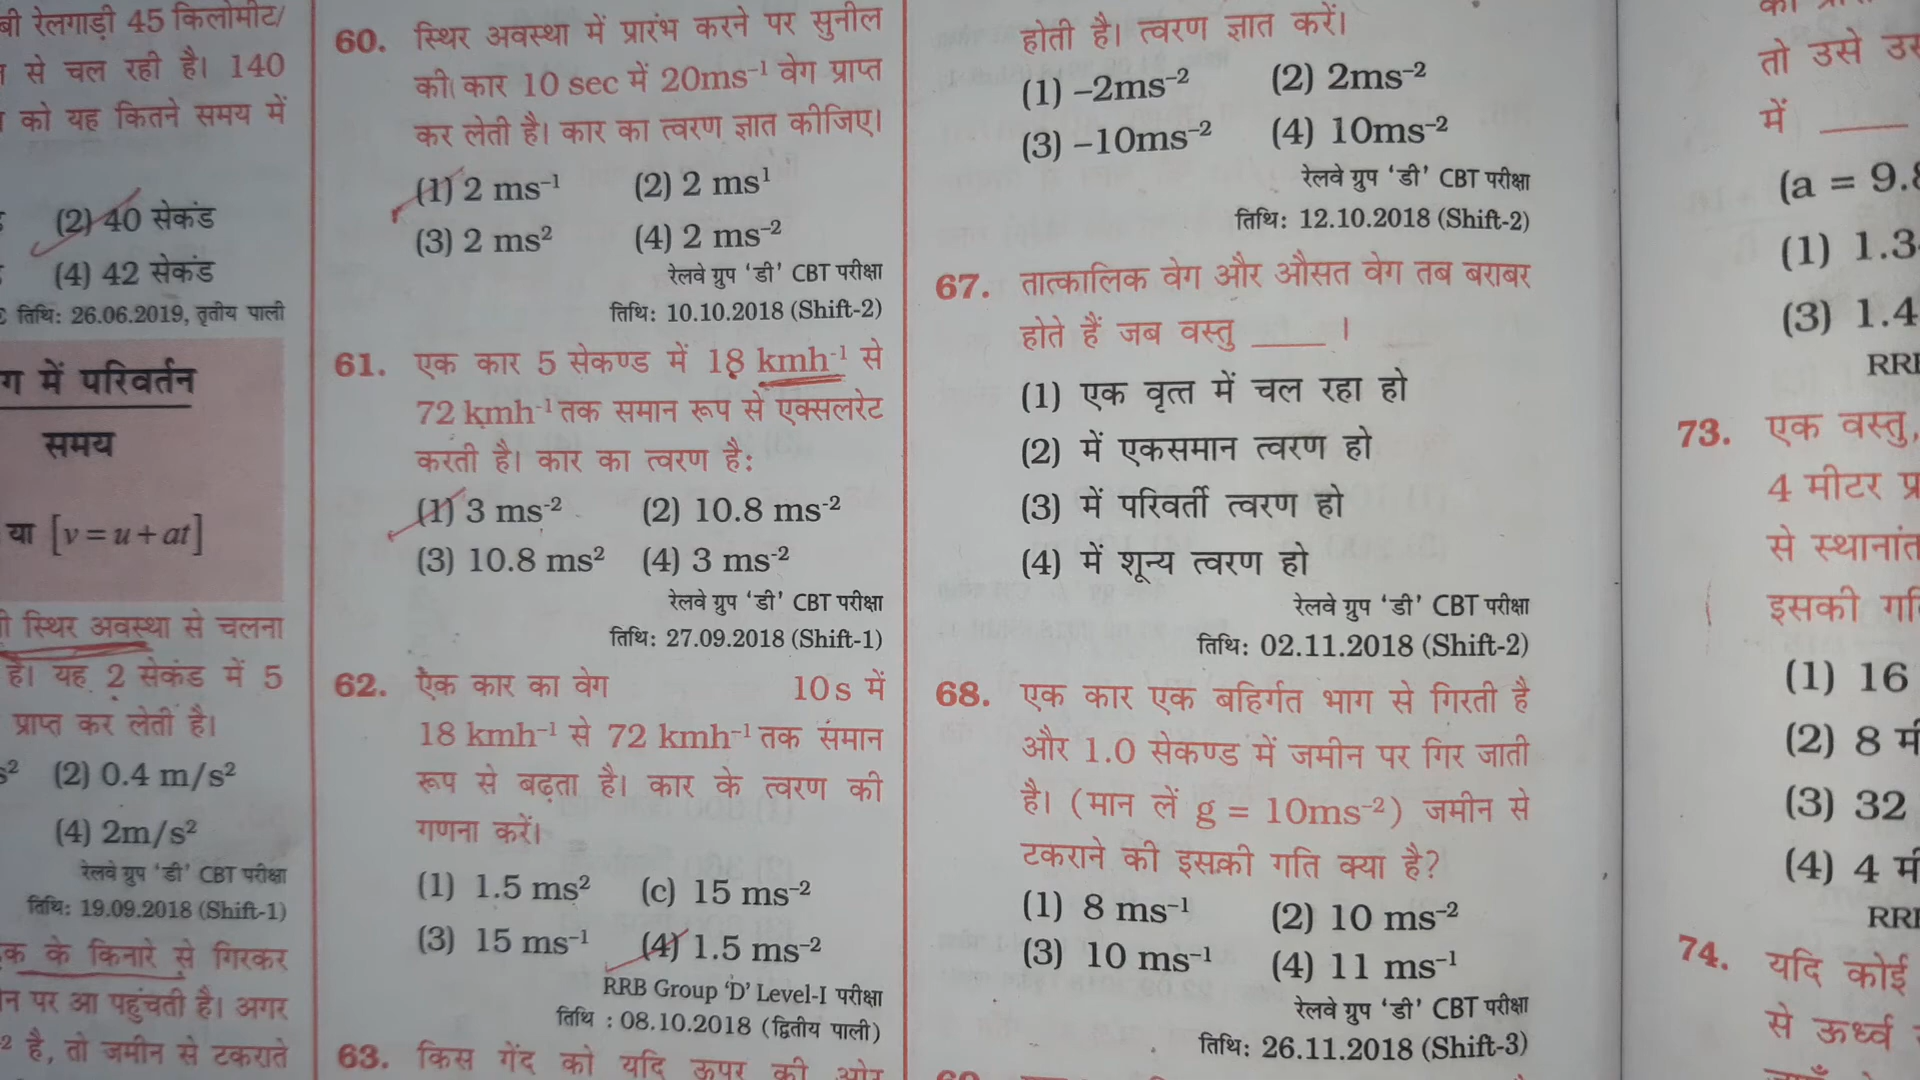 रेलगाड़ी 45 किलोमीट/
से चल रही है। 140
को यह कितने समय में
(2) 40 सेकंड
(4) 42 सेकंड
तिथि: 26.06.2019, तृतीय पाली
में परिवर्तन
समय
या [v = u + at]
स्थिर अवस्था से चलना
है। यह 2 सेकंड में 5
प्राप्त कर लेती है।
(2) 0.4 m/s²
(4) 2m/s²
रेलवे ग्रुप ‘डी’ CBT परीक्षा
तिथि: 19.09.2018 (Shift-1)
के किनारे से गिरकर
पर आ पहुंचती है। अगर
है, तो जमीन से टकराते
60. स्थिर अवस्था में प्रारंभ करने पर सुनील
की कार 10 sec में 20ms⁻¹ वेग प्राप्त
कर लेती है। कार का त्वरण ज्ञात कीजिए।
(1) 2 ms⁻¹ (2) 2 ms¹
(3) 2 ms² (4) 2 ms⁻²
रेलवे ग्रुप ‘डी’ CBT परीक्षा
तिथि: 10.10.2018 (Shift-2)
61. एक कार 5 सेकण्ड में 18 kmh⁻¹ से
72 kmh⁻¹ तक समान रूप से एक्सलरेट
करती है। कार का त्वरण है:
(1) 3 ms⁻² (2) 10.8 ms⁻²
(3) 10.8 ms² (4) 3 ms⁻²
रेलवे ग्रुप ‘डी’ CBT परीक्षा
तिथि: 27.09.2018 (Shift-1)
62. एक कार का वेग 10s में
18 kmh⁻¹ से 72 kmh⁻¹ तक समान
रूप से बढ़ता है। कार के त्वरण की
गणना करें।
(1) 1.5 ms² (c) 15 ms⁻²
(3) 15 ms⁻¹ (4) 1.5 ms⁻²
RRB Group ‘D’ Level-I परीक्षा
तिथि : 08.10.2018 (द्वितीय पाली)
63. किस गेंद को यदि ऊपर की ओर
होती है। त्वरण ज्ञात करें।
(1) –2ms⁻² (2) 2ms⁻²
(3) –10ms⁻² (4) 10ms⁻²
रेलवे ग्रुप ‘डी’ CBT परीक्षा
तिथि: 12.10.2018 (Shift-2)
67. तात्कालिक वेग और औसत वेग तब बराबर
होते हैं जब वस्तु ____ ।
(1) एक वृत्त में चल रहा हो
(2) में एकसमान त्वरण हो
(3) में परिवर्ती त्वरण हो
(4) में शून्य त्वरण हो
रेलवे ग्रुप ‘डी’ CBT परीक्षा
तिथि: 02.11.2018 (Shift-2)
68. एक कार एक बहिर्गत भाग से गिरती है
और 1.0 सेकण्ड में जमीन पर गिर जाती
है। (मान लें g = 10ms⁻²) जमीन से
टकराने की इसकी गति क्या है?
(1) 8 ms⁻¹ (2) 10 ms⁻²
(3) 10 ms⁻¹ (4) 11 ms⁻¹
रेलवे ग्रुप ‘डी’ CBT परीक्षा
तिथि: 26.11.2018 (Shift-3)
तो उसे
में ____
(a = 9.8
(1) 1.3
(3) 1.4
RRB
73. एक वस्तु,
4 मीटर
से
इसकी
(1) 16
(2) 8
(3) 32
(4) 4
RRB
74. यदि कोई
से ऊर्ध्व